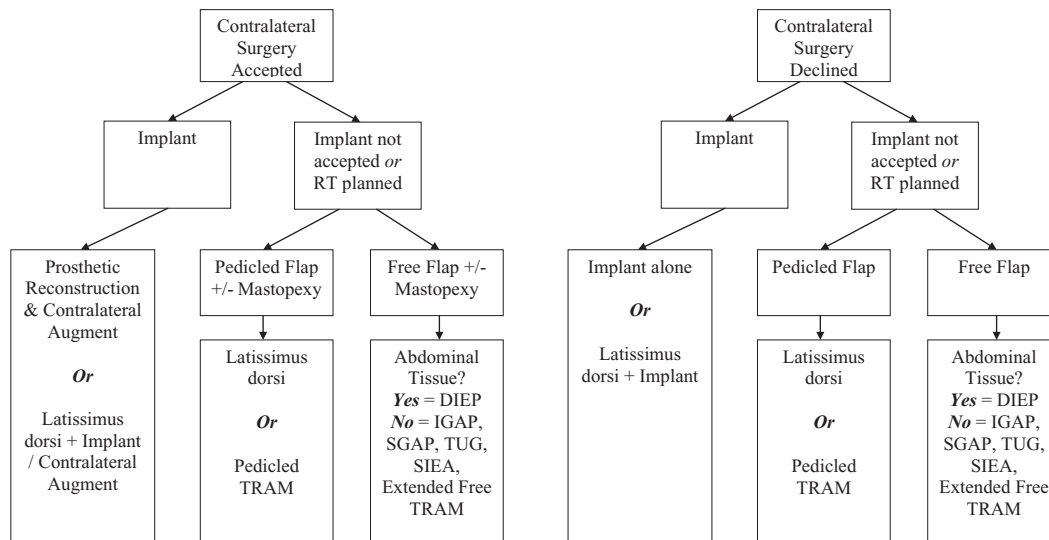 Contralateral
Surgery
Accepted
Implant
Implant not
accepted or
RT planned
Prosthetic
Reconstruction
& Contralateral
Augment
Or
Latissimus
dorsi + Implant
/ Contralateral
Augment
Pedicled Flap
+/- Mastopexy
Latissimus
dorsi
Or
Pedicled
TRAM
Free Flap +/-
Mastopexy
Abdominal
Tissue?
Yes = DIEP
No = IGAP,
SGAP, TUG,
SIEA,
Extended Free
TRAM
Contralateral
Surgery
Declined
Implant
Implant not
accepted or
RT planned
Implant alone
Or
Latissimus
dorsi + Implant
Pedicled Flap
Latissimus
dorsi
Or
Pedicled
TRAM
Free Flap
Abdominal
Tissue?
Yes = DIEP
No = IGAP,
SGAP, TUG,
SIEA,
Extended Free
TRAM